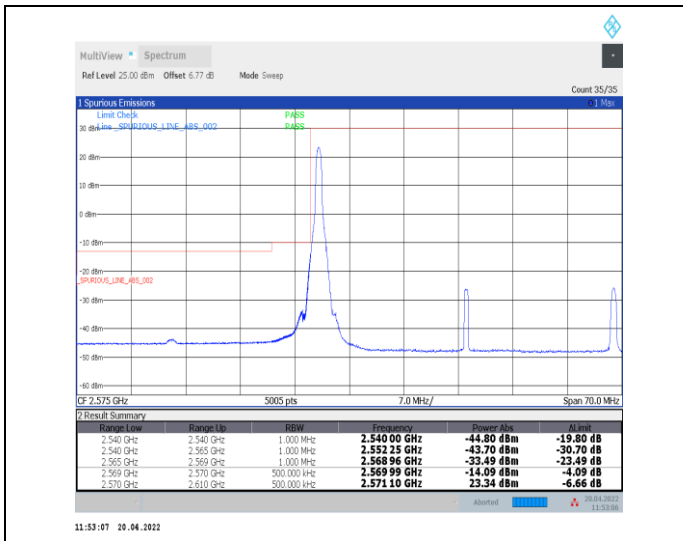 MultiView Spectrum
Ref Level 25.00 dBm Offset 6.77 dB Mode Sweep
Count 35/35
1 Spurious Emissions 1 Max
Limit Check PASS
30 dBm Line _SPURIOUS_LINE_ABS_002 PASS
20 dBm
10 dBm
0 dBm
-10 dBm
-20 dBm
_SPURIOUS_LINE_ABS_002
-30 dBm
-40 dBm
-50 dBm
-60 dBm
CF 2.575 GHz 5005 pts 7.0 MHz/ Span 70.0 MHz
2 Result Summary
Range Low Range Up RBW Frequency Power Abs ΔLimit
2.540 GHz 2.540 GHz 1.000 MHz 2.540 00 GHz -44.80 dBm -19.80 dB
2.540 GHz 2.565 GHz 1.000 MHz 2.552 25 GHz -43.70 dBm -30.70 dB
2.565 GHz 2.569 GHz 1.000 MHz 2.568 96 GHz -33.49 dBm -23.49 dB
2.569 GHz 2.570 GHz 500.000 kHz 2.569 99 GHz -14.09 dBm -4.09 dB
2.570 GHz 2.610 GHz 500.000 kHz 2.571 10 GHz 23.34 dBm -6.66 dB
Aborted 20.04.2022
11:53:06
11:53:07 20.04.2022